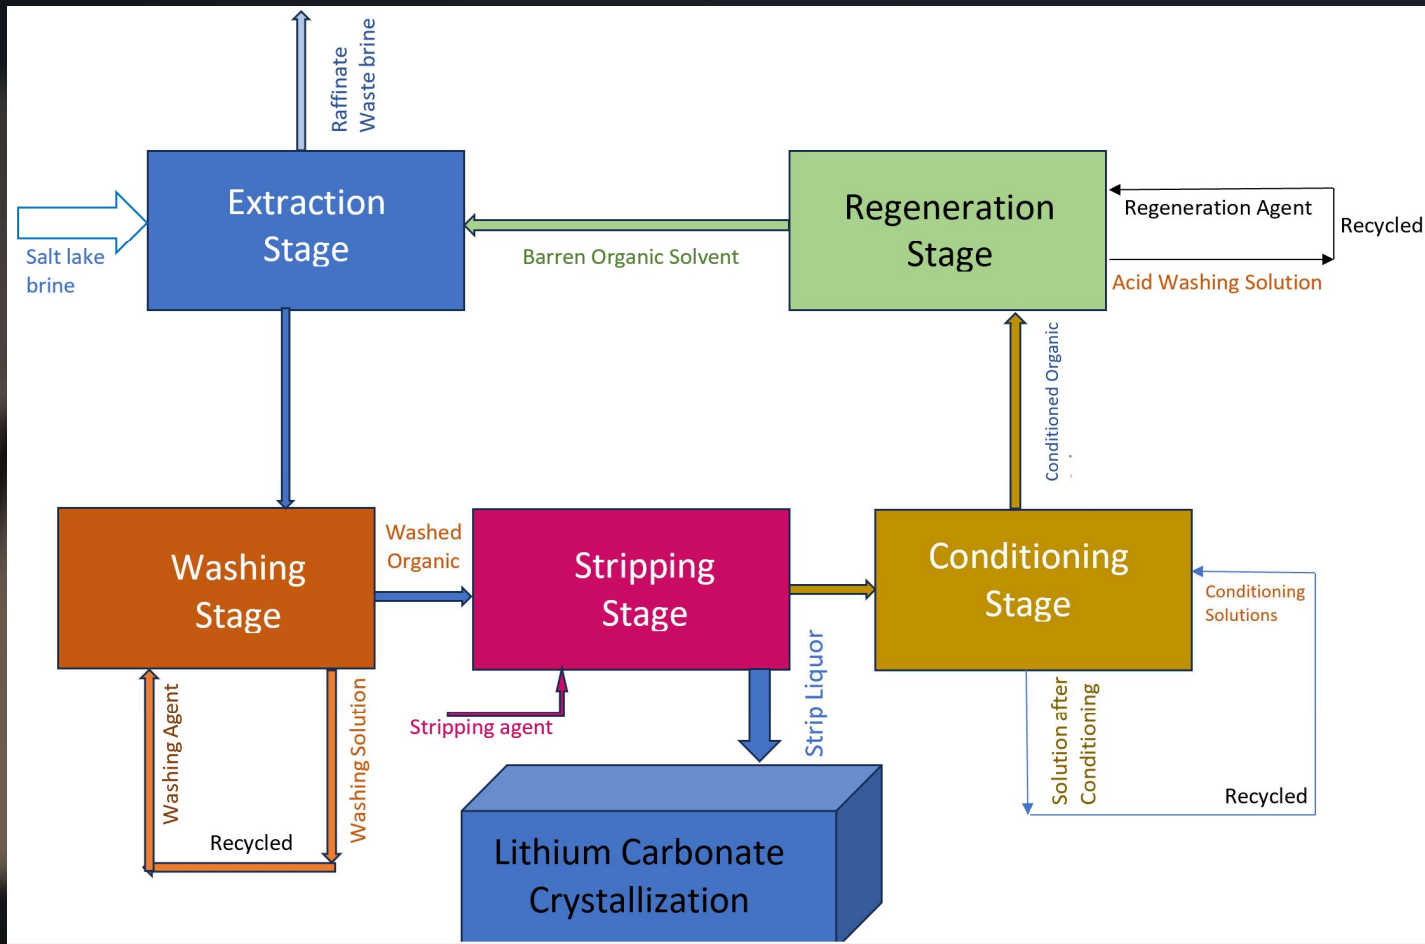 Raffinate
Waste brine
Extraction
Stage
Salt lake
brine
Barren Organic Solvent
Regeneration
Stage
Regeneration Agent
Recycled
Acid Washing Solution
Conditioned Organic
Washing
Stage
Washed
Organic
Stripping
Stage
Conditioning
Stage
Conditioning
Solutions
Washing Agent
Washing Solution
Recycled
Stripping agent
Strip Liquor
Solution after
Conditioning
Recycled
Lithium Carbonate
Crystallization